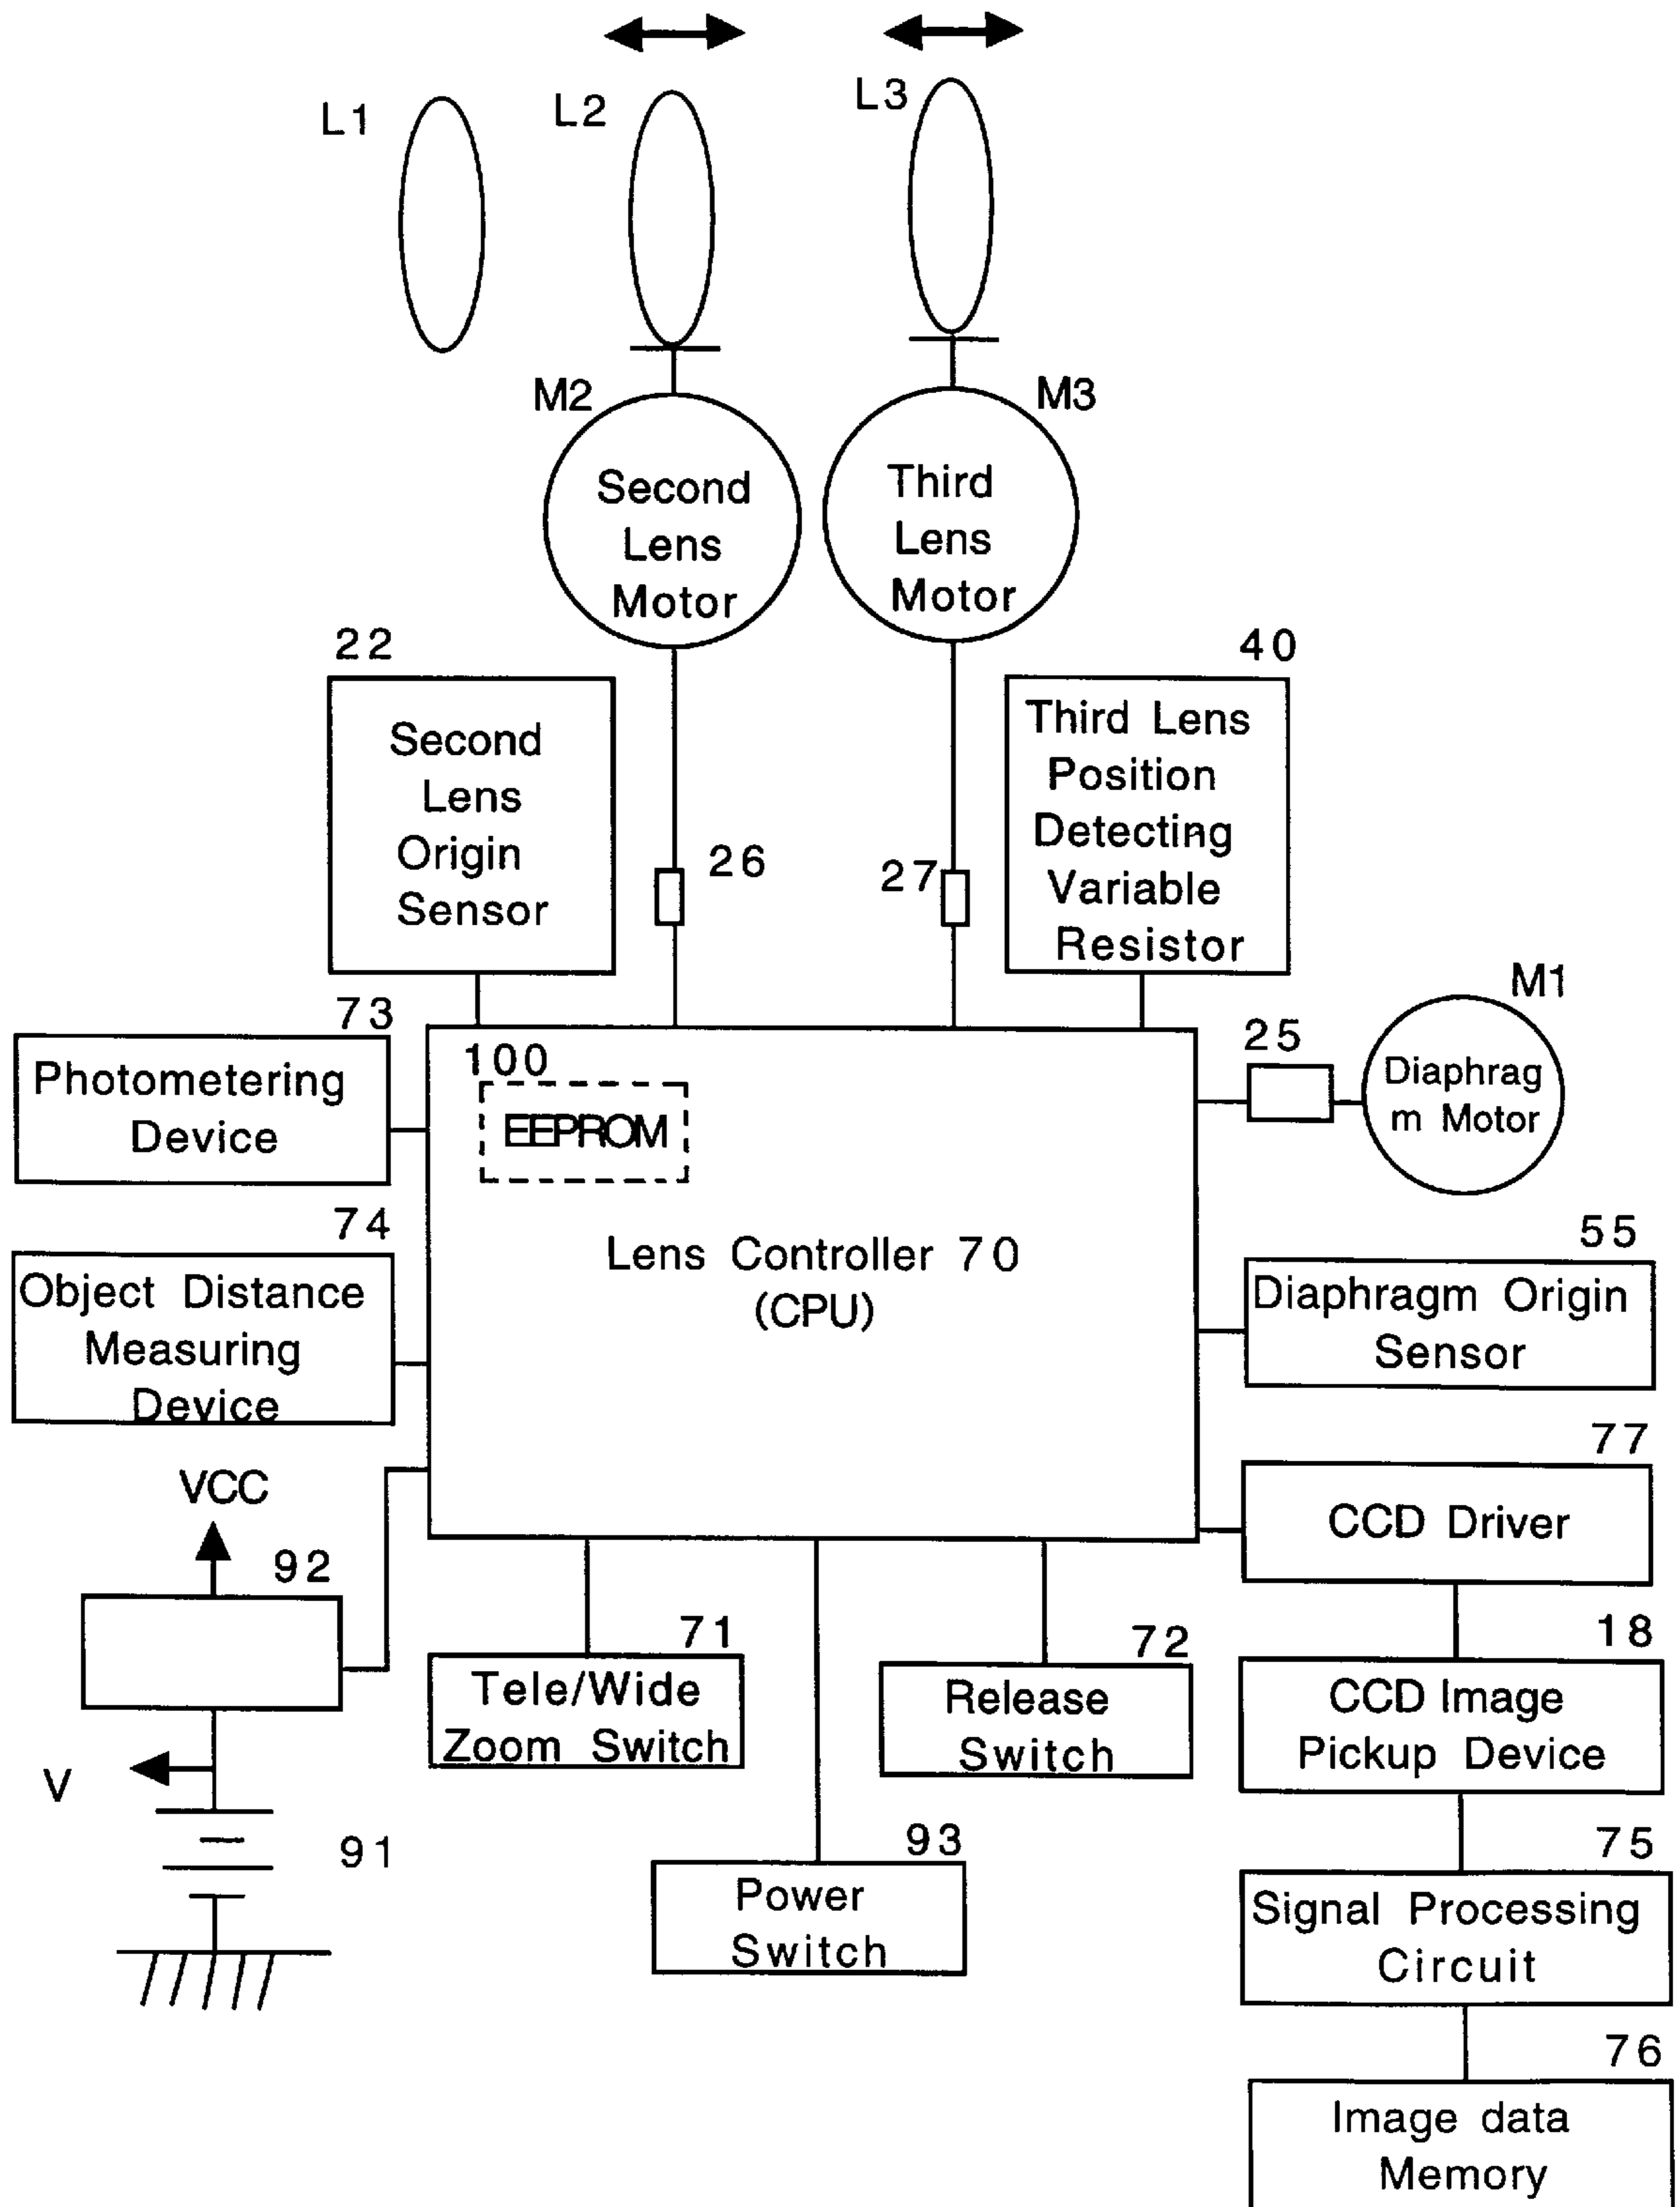 L1
L2
L3
M2
M3
Second
Lens
Motor
Third
Lens
Motor
22
40
Second
Lens
Origin
Sensor
26
27
Third Lens
Position
Detecting
Variable
Resistor
M1
73
Photometering
Device
100
EEPROM
25
Diaphrag
m Motor
74
Object Distance
Measuring
Device
Lens Controller 70
(CPU)
55
Diaphragm Origin
Sensor
77
CCD Driver
VCC
92
V
91
71
Tele/Wide
Zoom Switch
72
Release
Switch
18
CCD Image
Pickup Device
93
Power
Switch
75
Signal Processing
Circuit
76
Image data
Memory